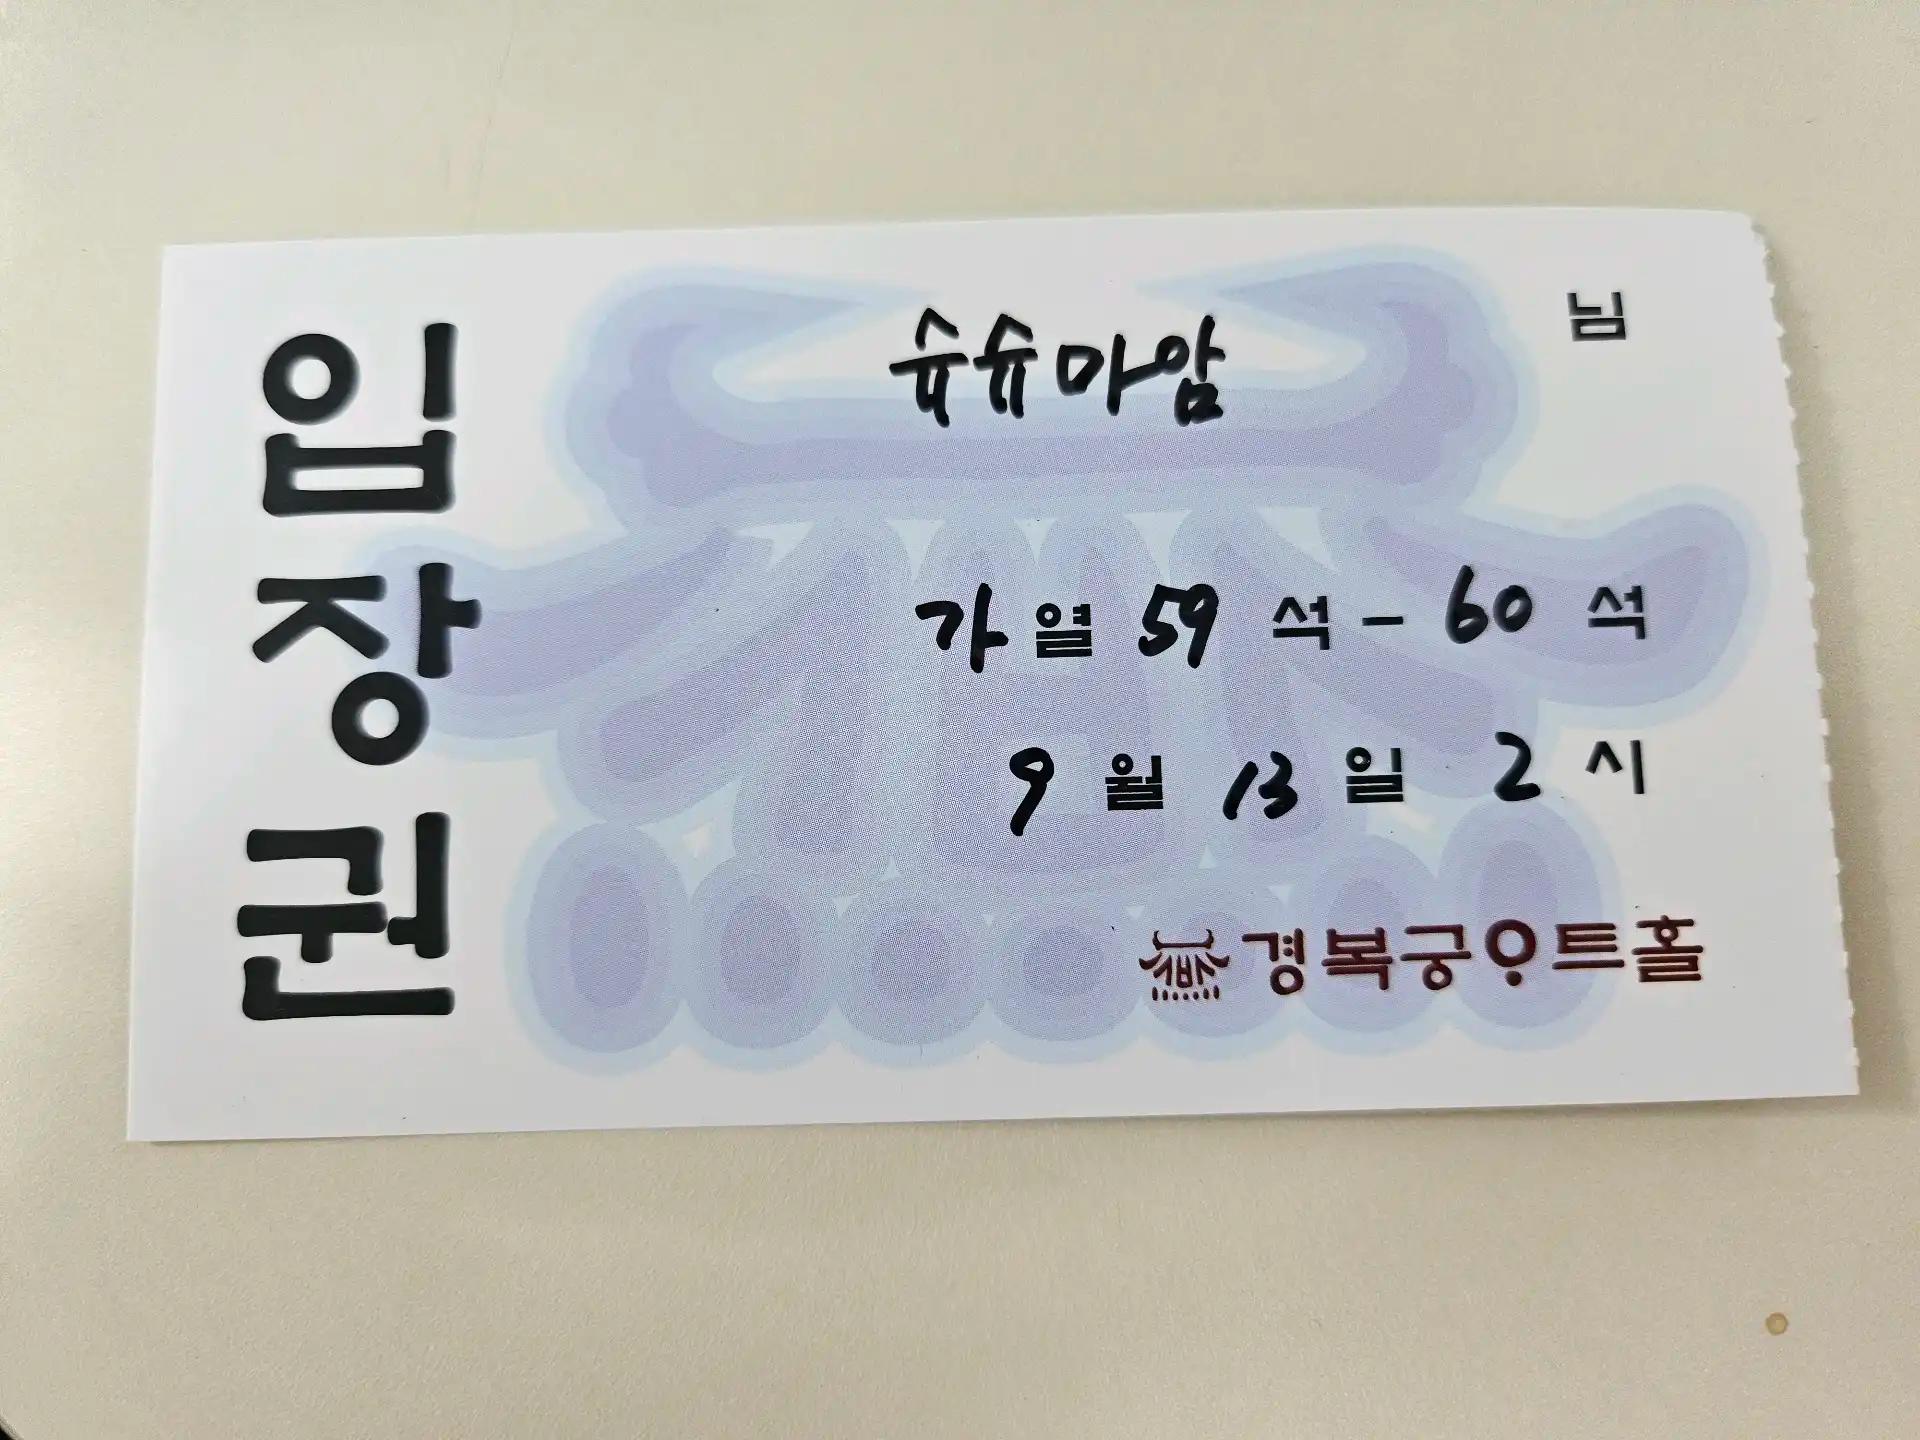 입장권
슈슈마암 님
가 열 59 석 - 60 석
9 월 13 일 2 시
경복궁아트홀